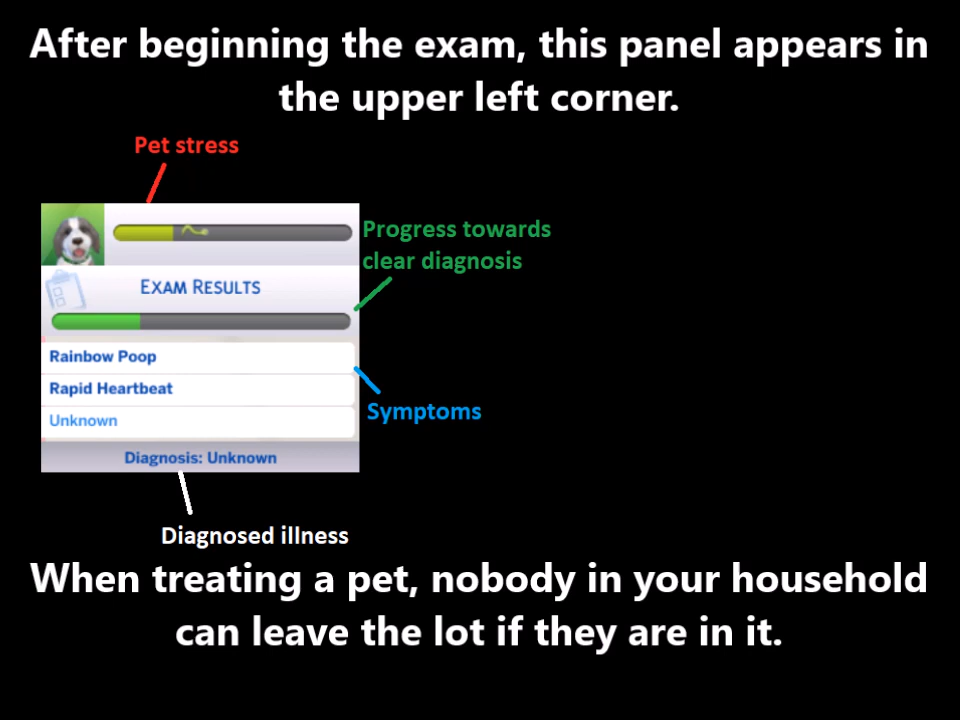 After beginning the exam, this panel appears in
the upper left corner.
Pet stress
Progress towards
clear diagnosis
Exam Results
Rainbow Poop
Rapid Heartbeat
Symptoms
Unknown
Diagnosis: Unknown
Diagnosed illness
When treating a pet, nobody in your household
can leave the lot if they are in it.